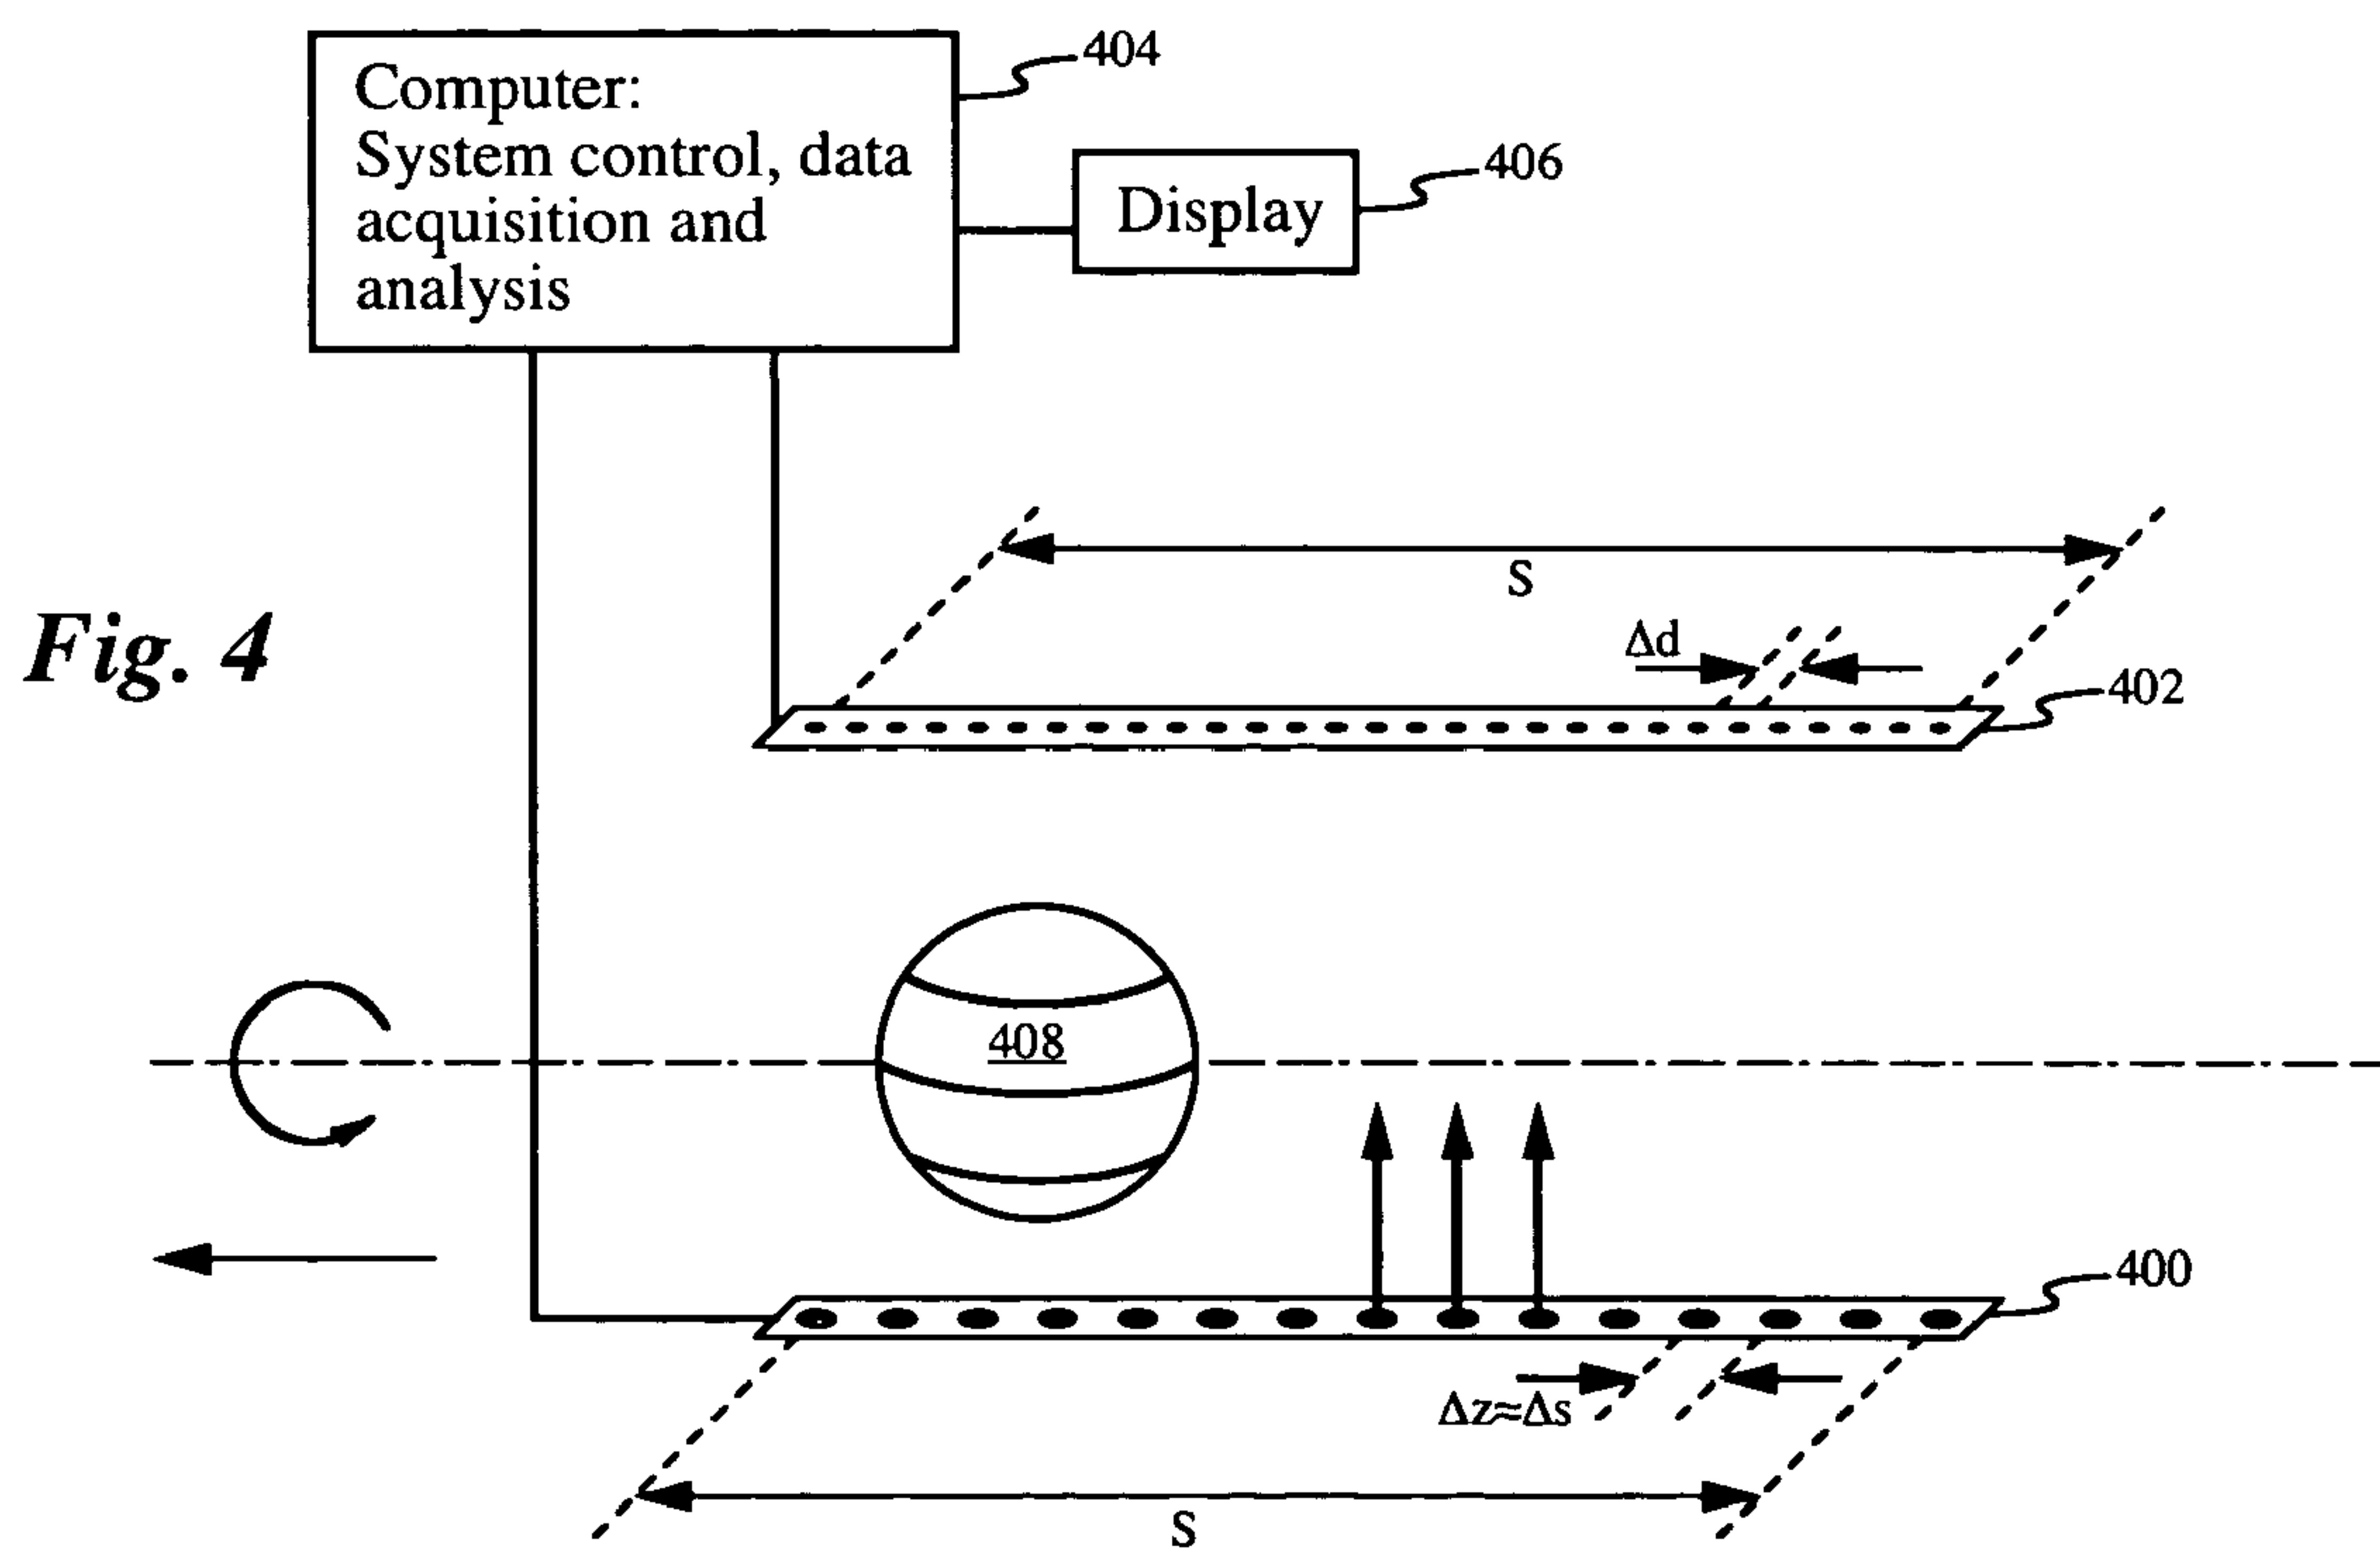 Computer:
System control, data
acquisition and
analysis
404
Display
406
S
Δd
402
Fig. 4
408
400
Δz≈Δs
S